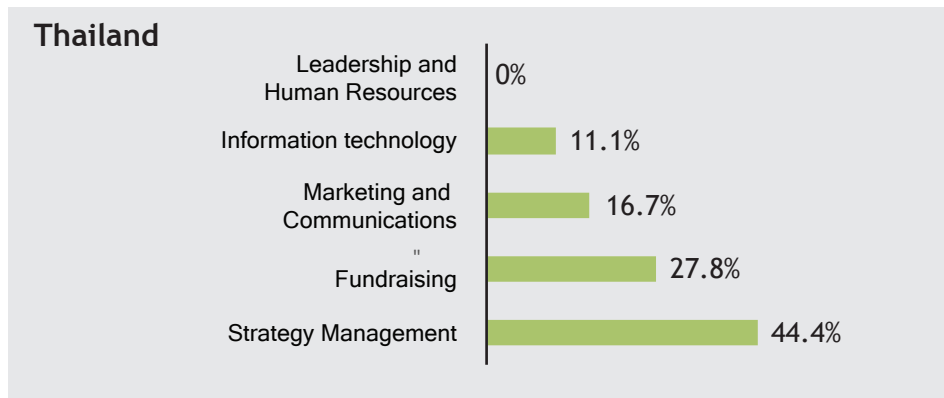 Thailand
Leadership and
Human Resources
0%
Information technology
11.1%
Marketing and
Communications
16.7%
"
Fundraising
27.8%
Strategy Management
44.4%